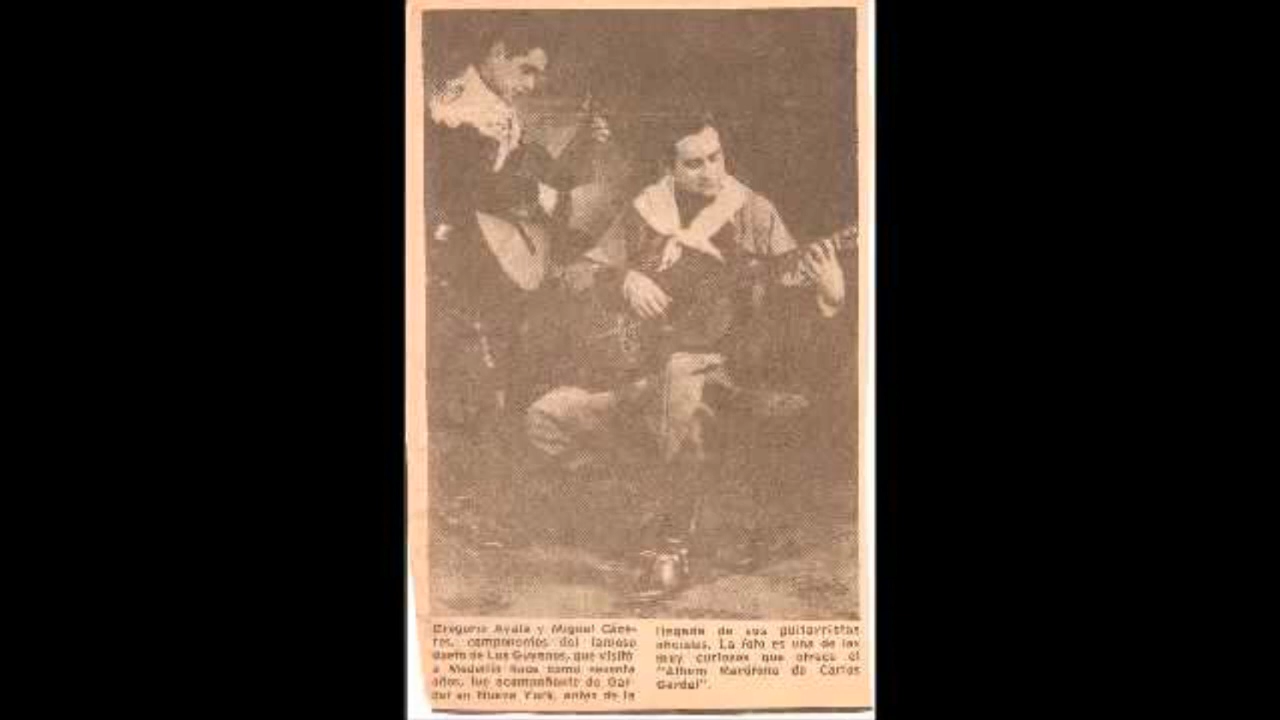 Gregorio Ayala y Miguel Cáce-
res, componentes del famoso
dueto de Los Guyanos, que visitó
a Medellín hace como
años, fue acompañante de Gar-
del en Nueva York, antes de la
llegada de sus guitarristas
oficiales. La foto es una de las
muy curiosas que ofrece el
"Album de Carlos
Gardel".